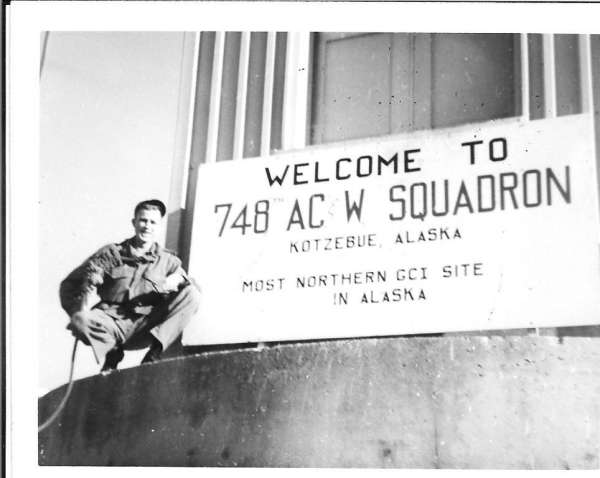 WELCOME TO
748TH AC W SQUADRON
KOTZEBUE, ALASKA
MOST NORTHERN GCI SITE
IN ALASKA